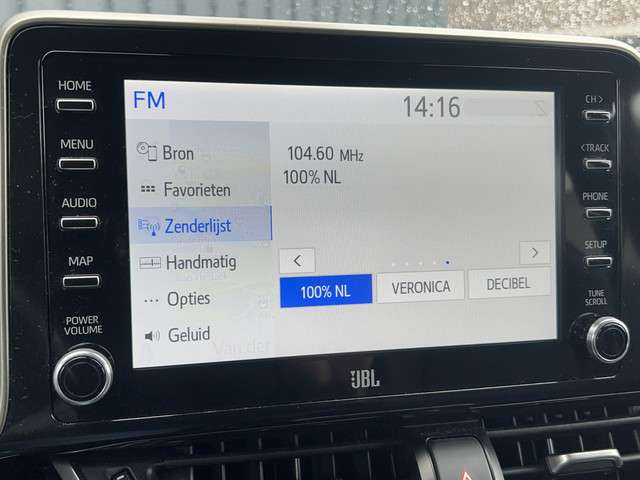 HOME
MENU
AUDIO
MAP
POWER
VOLUME
FM
14:16
Bron
Favorieten
Zenderlijst
Handmatig
Opties
Geluid
104.60 MHz
100% NL
100% NL
VERONICA
DECIBEL
CH >
< TRACK
PHONE
SETUP
TUNE
SCROLL
JBL